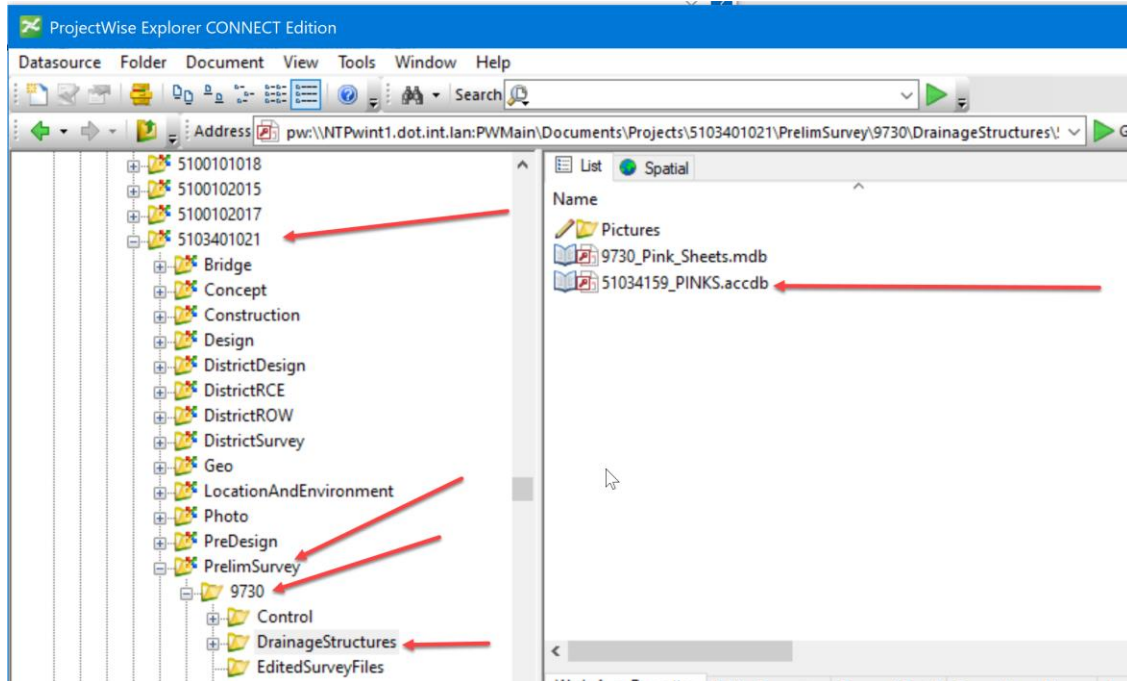 ProjectWise Explorer CONNECT Edition
Datasource Folder Document View Tools Window Help
Search
Address pw:\\NTPwint1.dot.int.lan:PWMain\Documents\Projects\5103401021\PrelimSurvey\9730\DrainageStructures\ G
5100101018
5100102015
5100102017
5103401021
Bridge
Concept
Construction
Design
DistrictDesign
DistrictRCE
DistrictROW
DistrictSurvey
Geo
LocationAndEnvironment
Photo
PreDesign
PrelimSurvey
9730
Control
DrainageStructures
EditedSurveyFiles
List Spatial
Name
Pictures
9730_Pink_Sheets.mdb
51034159_PINKS.accdb